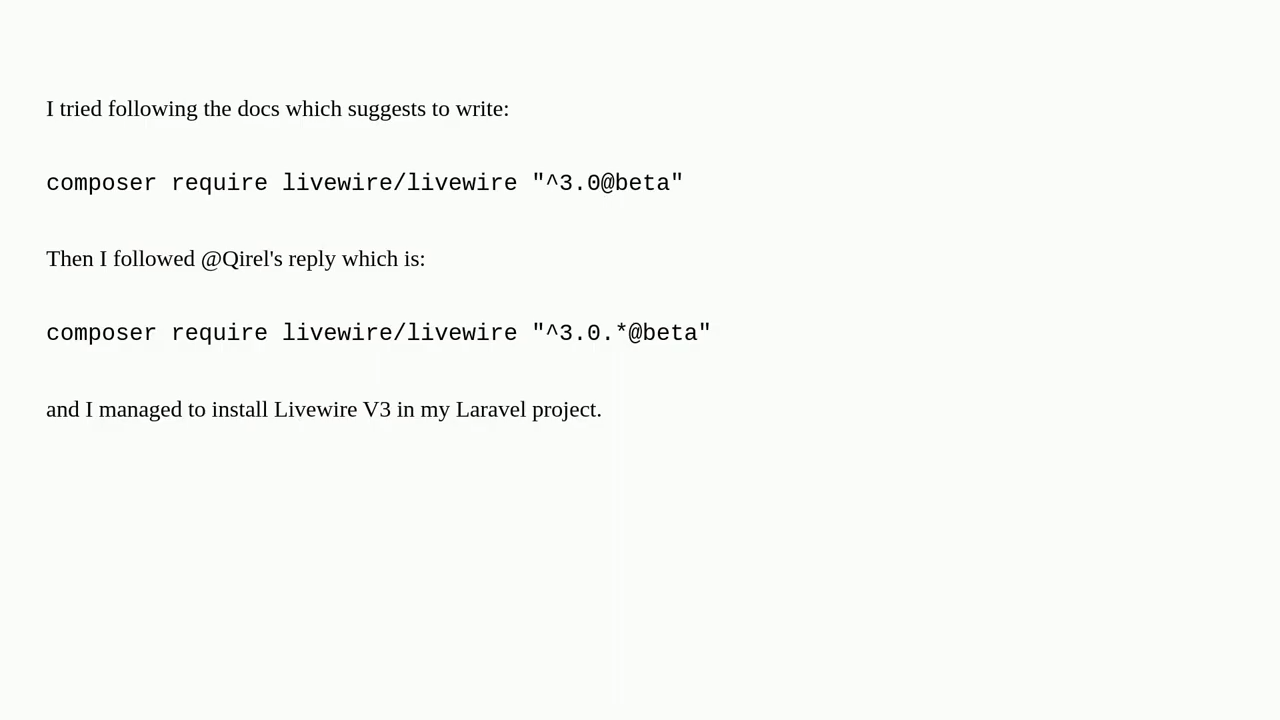 I tried following the docs which suggests to write:
composer require livewire/livewire "^3.0@beta"
Then I followed @Qirel's reply which is:
composer require livewire/livewire "^3.0.*@beta"
and I managed to install Livewire V3 in my Laravel project.